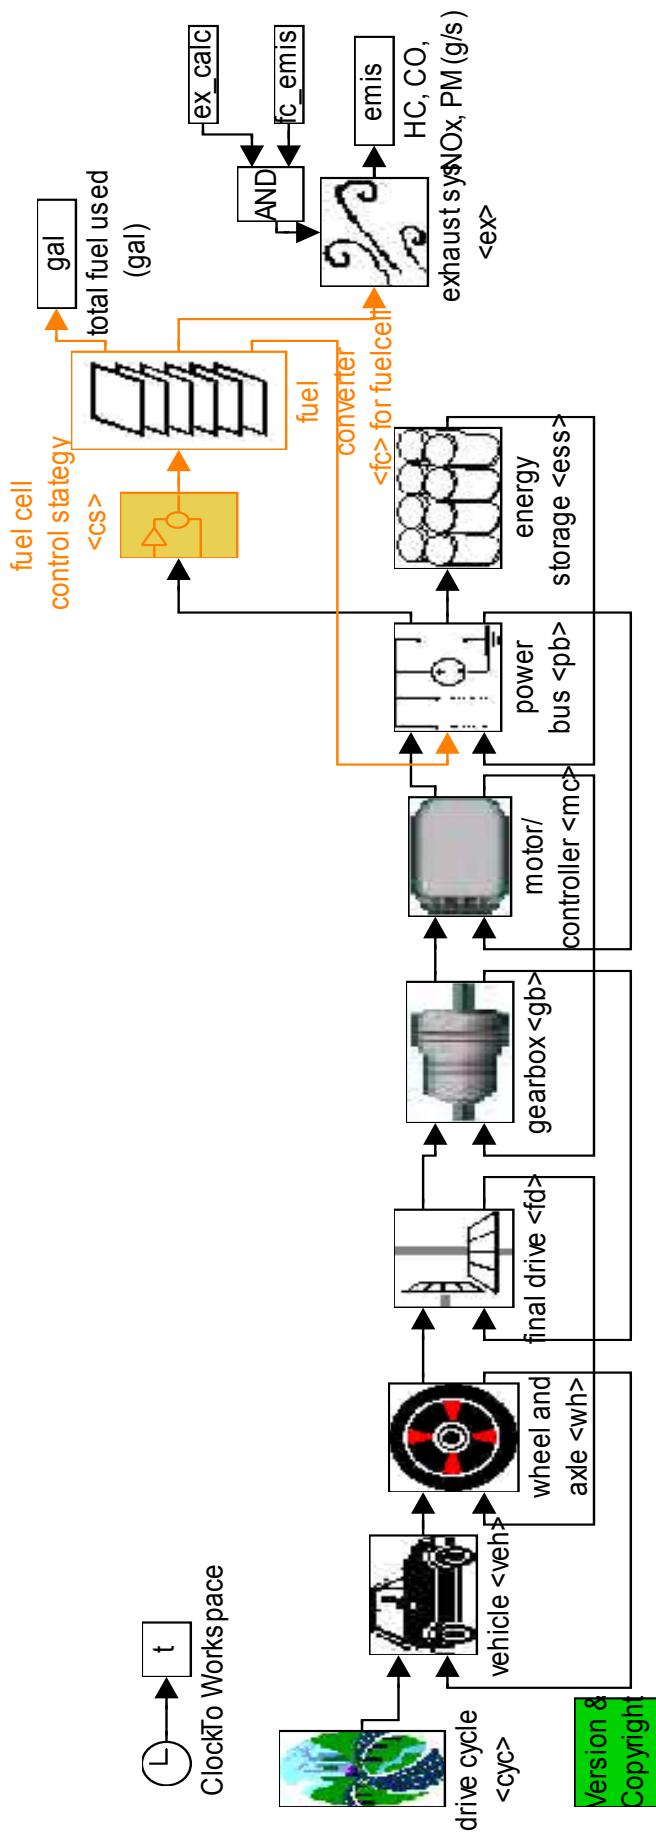 Clock
To Workspace
t
drive cycle
<cyc>
Version &
Copyright
vehicle <veh>
wheel and
axle <wh>
final drive <fd>
gearbox <gb>
motor/
controller <mc>
power
bus <pb>
energy
storage <ess>
fuel cell
control stategy
<cs>
fuel
converter
<fc> for fuelcell
gal
total fuel used
(gal)
ex_calc
fc_emis
AND
exhaust sys
<ex>
emis
HC, CO,
NOx, PM (g/s)